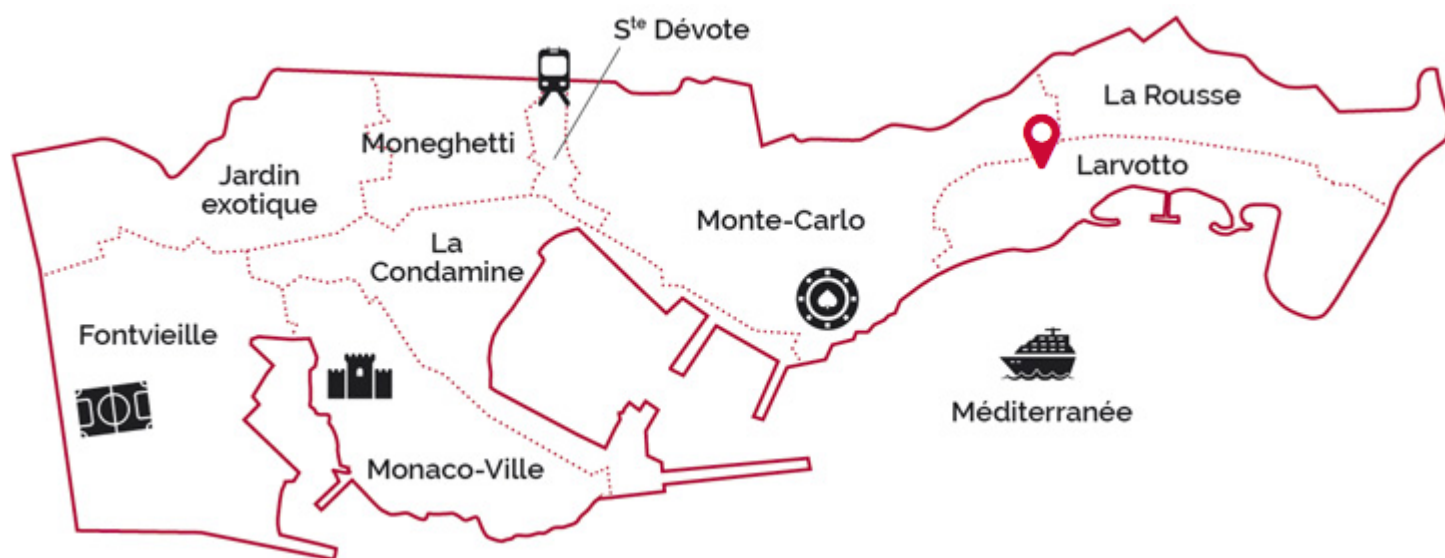 Sᵗᵉ Dévote
La Rousse
Moneghetti
Larvotto
Jardin
exotique
Monte-Carlo
La
Condamine
Fontvieille
Méditerranée
Monaco-Ville